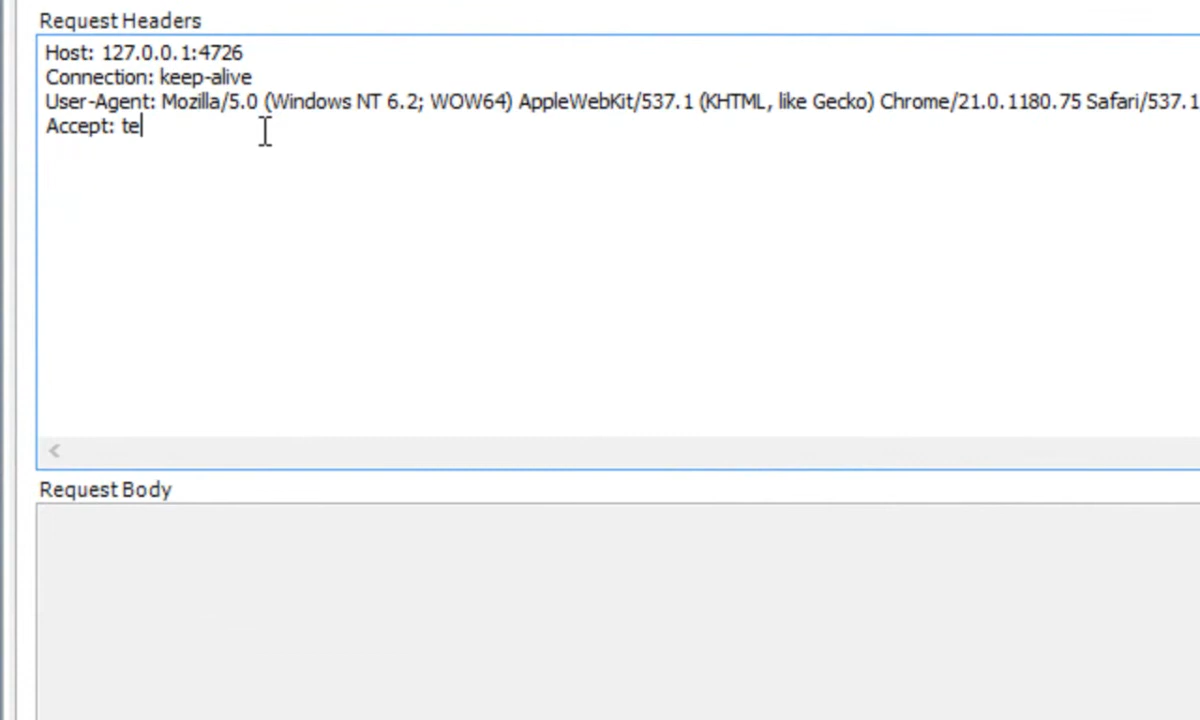 Request Headers
Host: 127.0.0.1:4726
Connection: keep-alive
User-Agent: Mozilla/5.0 (Windows NT 6.2; WOW64) AppleWebKit/537.1 (KHTML, like Gecko) Chrome/21.0.1180.75 Safari/537.1
Accept: te
Request Body